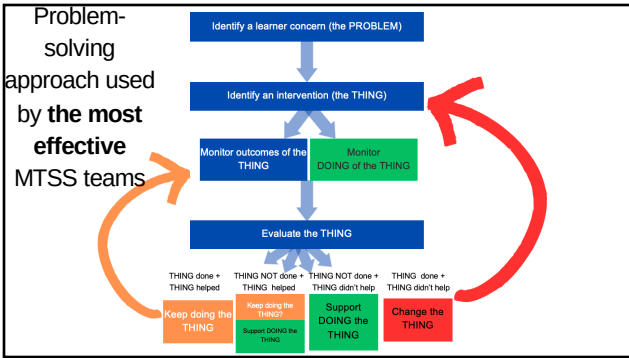 Problem-
solving
approach used
by the most
effective
MTSS teams
Identify a learner concern (the PROBLEM)
Identify an intervention (the THING)
Monitor outcomes of the
THING
Monitor
DOING of the THING
Evaluate the THING
THING done +
THING helped
THING NOT done +
THING helped
THING NOT done +
THING didn't help
THING done +
THING didn't help
Keep doing the
THING
Keep doing the
THING?
Support DOING the
THING
Support
DOING the
THING
Change the
THING